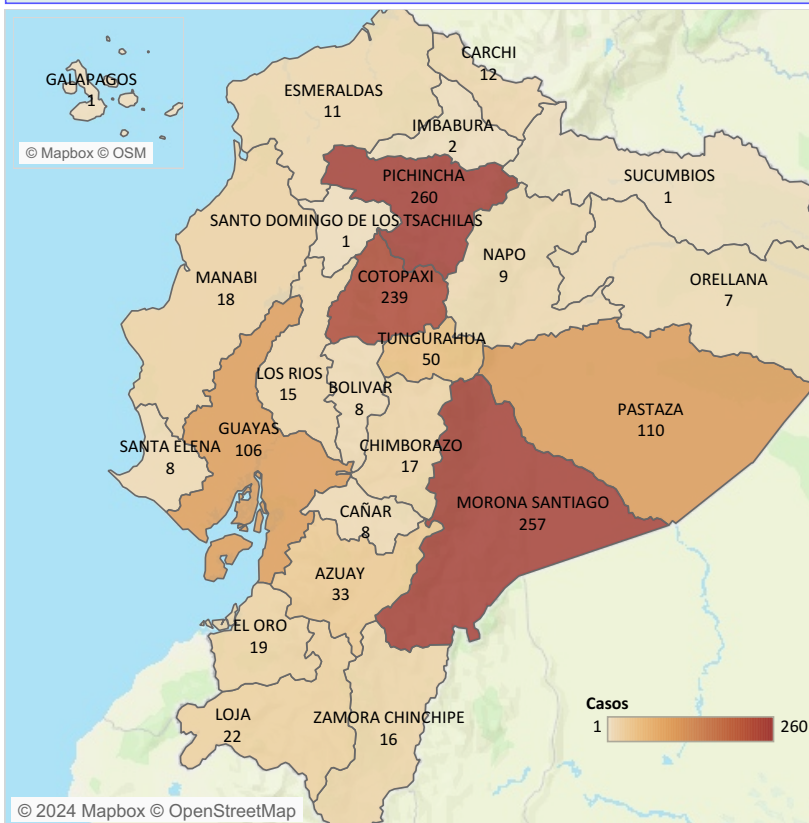 GALAPAGOS
1
© Mapbox © OSM
CARCHI
12
ESMERALDAS
11
IMBABURA
2
PICHINCHA
260
SUCUMBIOS
1
SANTO DOMINGO DE LOS TSACHILAS
1
NAPO
9
MANABI
18
COTOPAXI
239
ORELLANA
7
TUNGURAHUA
50
LOS RIOS
15
BOLIVAR
8
PASTAZA
110
GUAYAS
106
SANTA ELENA
8
CHIMBORAZO
17
MORONA SANTIAGO
257
CAÑAR
8
AZUAY
33
EL ORO
19
LOJA
22
ZAMORA CHINCHIPE
16
Casos
1 260
© 2024 Mapbox © OpenStreetMap